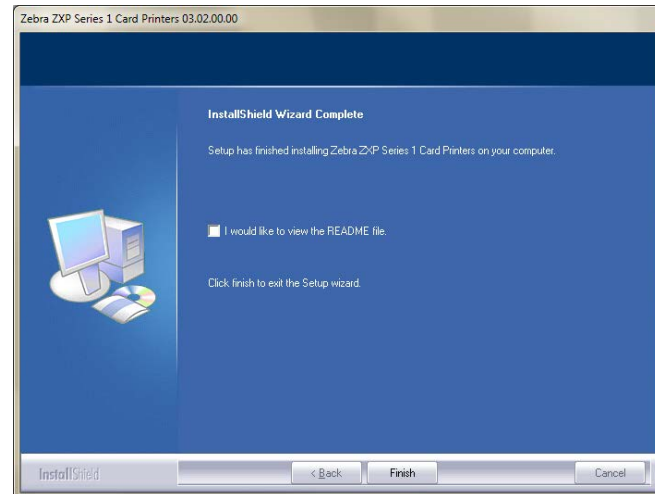 Zebra ZXP Series 1 Card Printers 03.02.00.00
InstallShield Wizard Complete
Setup has finished installing Zebra ZXP Series 1 Card Printers on your computer.
I would like to view the README file.
Click finish to exit the Setup wizard.
InstallShield
< Back
Finish
Cancel